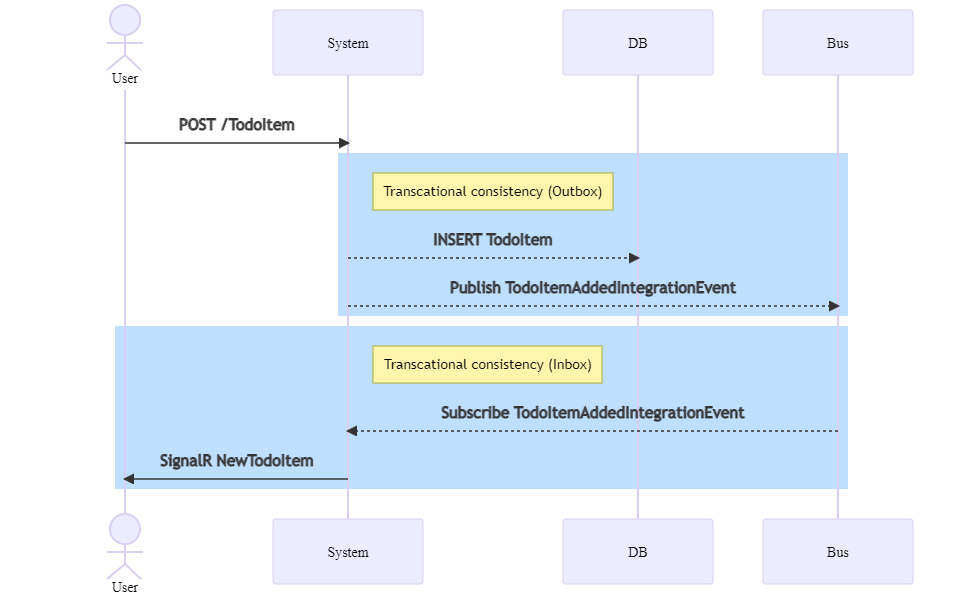 System
DB
Bus
User
POST /TodoItem
Transcational consistency (Outbox)
INSERT TodoItem
Publish TodoItemAddedIntegrationEvent
Transcational consistency (Inbox)
Subscribe TodoItemAddedIntegrationEvent
SignalR NewTodoItem
System
DB
Bus
User